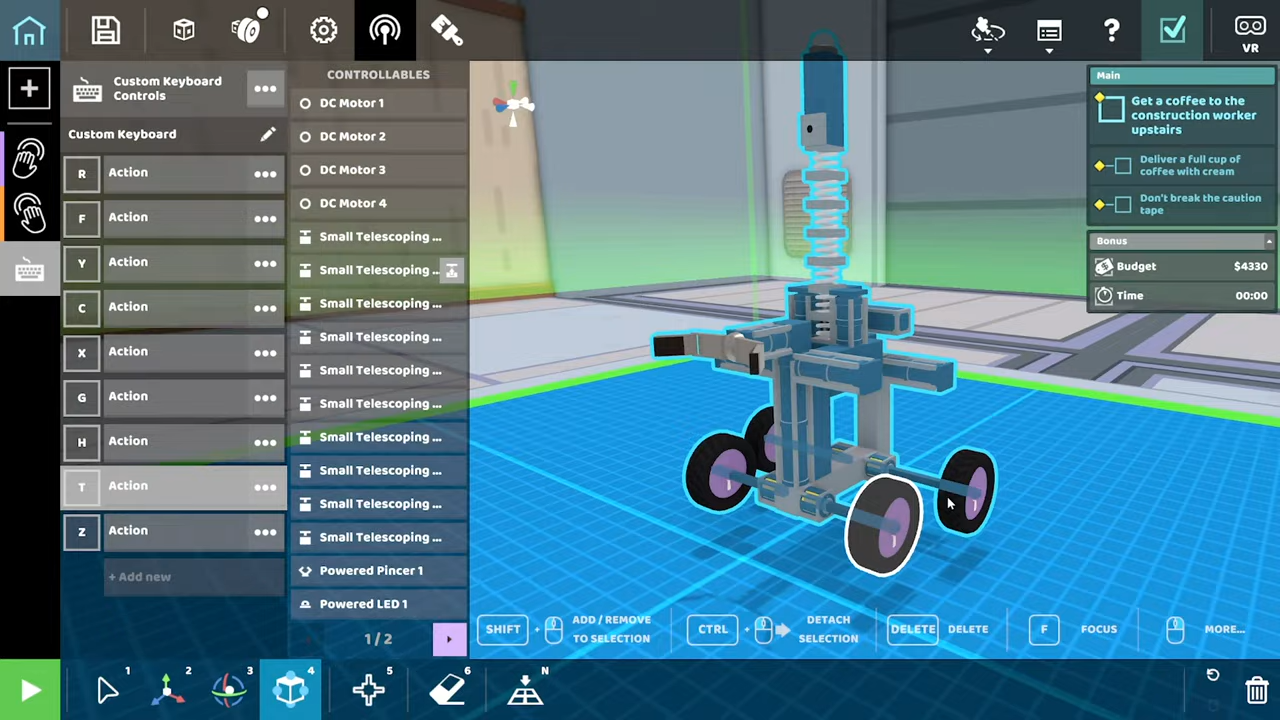 VR
Custom Keyboard
Controls
•••
CONTROLLABLES
Custom Keyboard
R Action •••
F Action •••
Y Action •••
C Action •••
X Action •••
G Action •••
H Action •••
T Action •••
Z Action •••
+ Add new
DC Motor 1
DC Motor 2
DC Motor 3
DC Motor 4
Small Telescoping ...
Small Telescoping ...
Small Telescoping ...
Small Telescoping ...
Small Telescoping ...
Small Telescoping ...
Small Telescoping ...
Small Telescoping ...
Small Telescoping ...
Small Telescoping ...
Powered Pincer 1
Powered LED 1
1/2
Main
Get a coffee to the
construction worker
upstairs
Deliver a full cup of
coffee with cream
Don't break the caution
tape
Bonus
Budget $4330
Time 00:00
SHIFT + ADD / REMOVE
TO SELECTION
CTRL + DETACH
SELECTION
DELETE DELETE
F FOCUS
MORE...
1 2 3 4 5 6 N